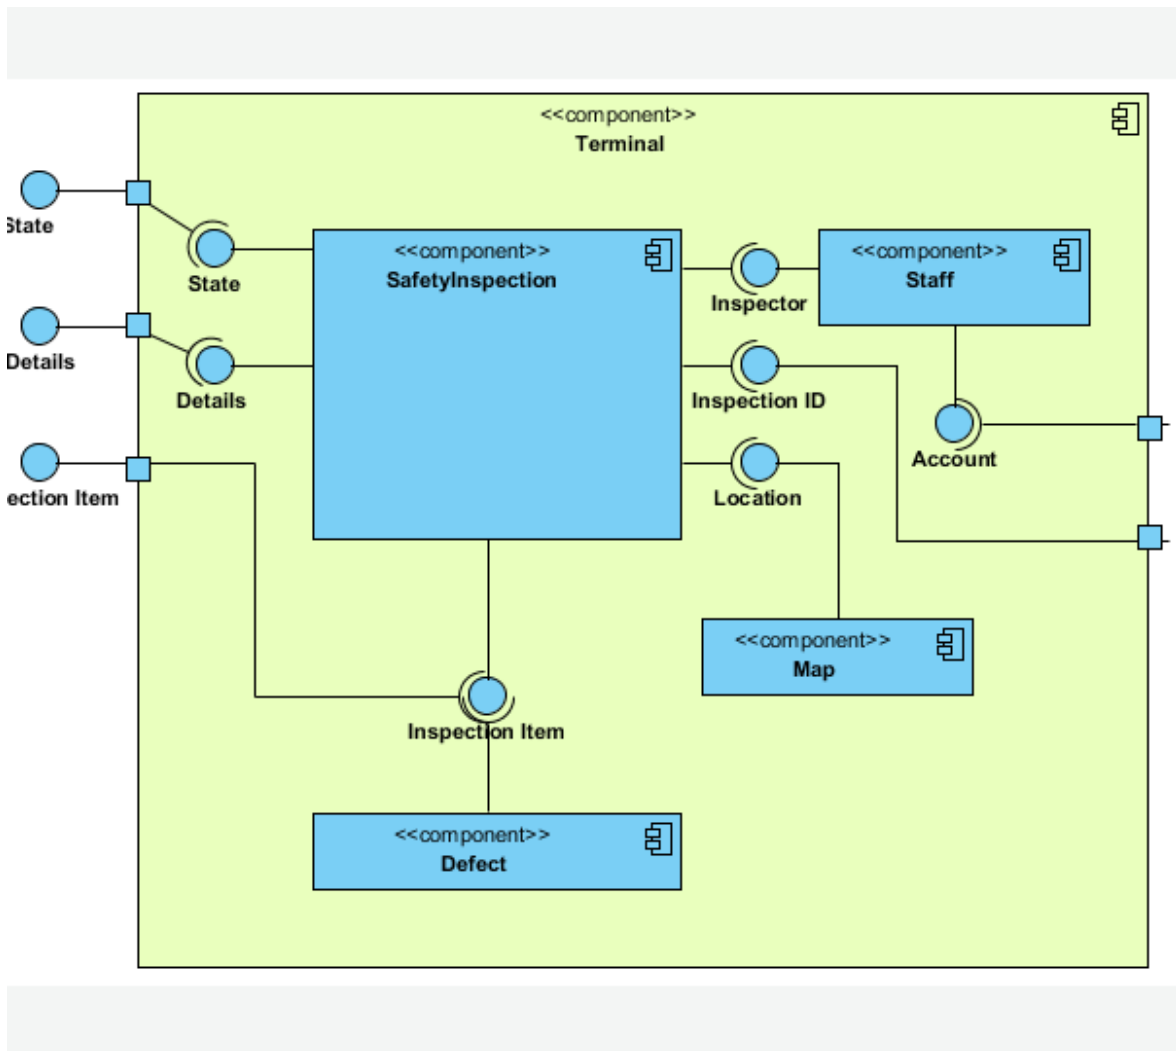 <<component>>
Terminal
State
State
<<component>>
SafetyInspection
<<component>>
Staff
Inspector
Details
Details
Inspection ID
Account
ection Item
Location
<<component>>
Map
Inspection Item
<<component>>
Defect